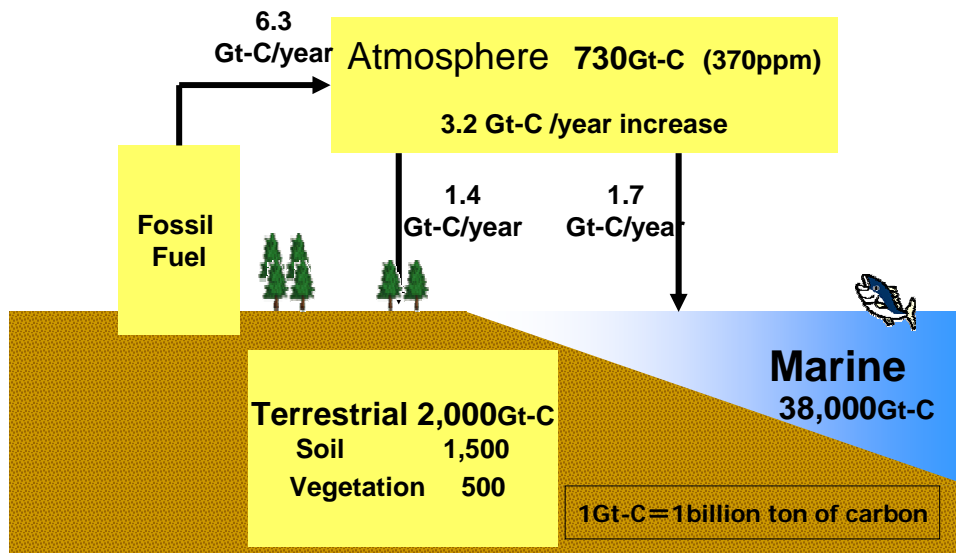 6.3
Gt-C/year
Atmosphere 730Gt-C (370ppm)
3.2 Gt-C /year increase
1.4
Gt-C/year
1.7
Gt-C/year
Fossil
Fuel
Marine
38,000Gt-C
Terrestrial 2,000Gt-C
Soil 1,500
Vegetation 500
1Gt-C＝1billion ton of carbon